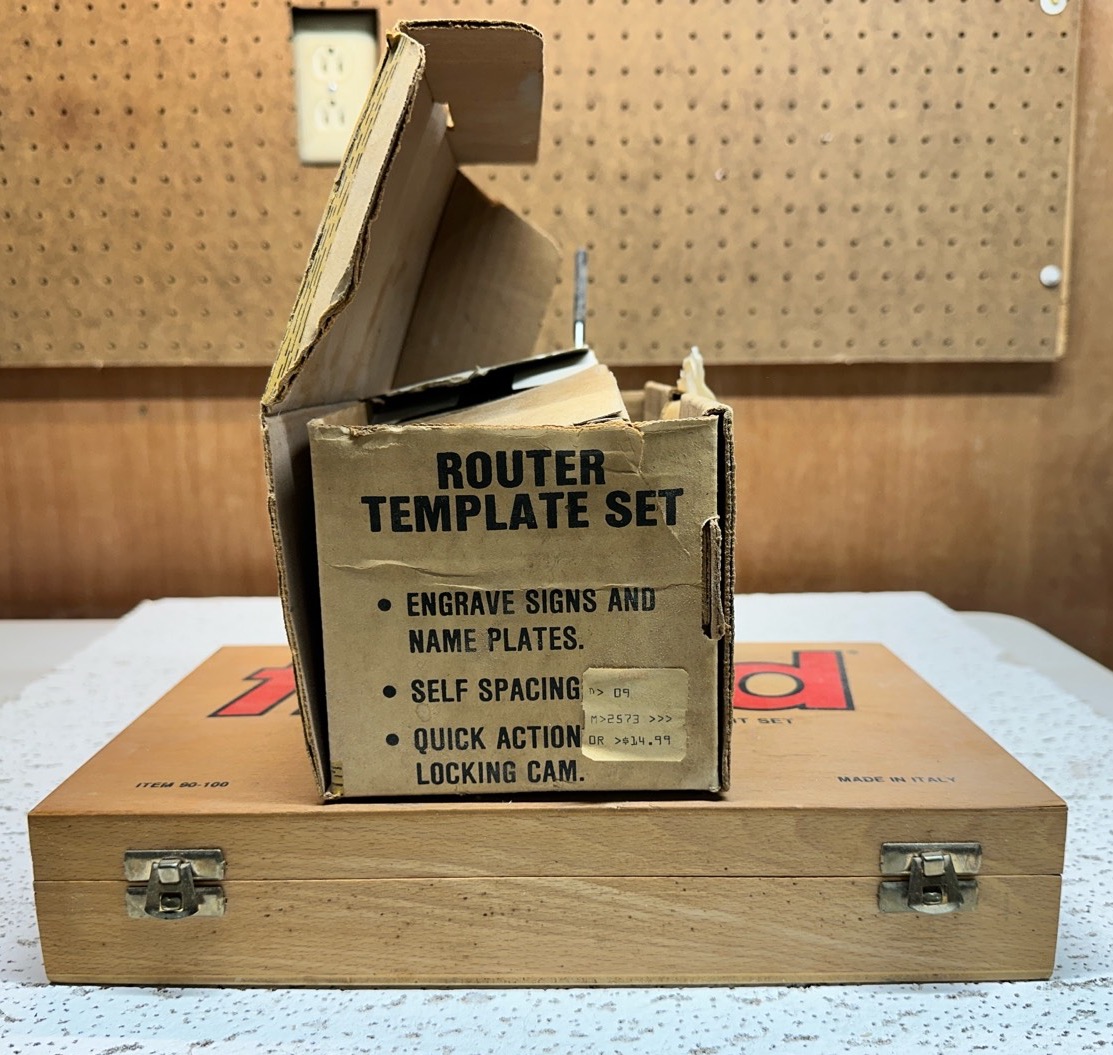 ROUTER
TEMPLATE SET
• ENGRAVE SIGNS AND
NAME PLATES.
• SELF SPACING
> 09
M>2573 >>>
• QUICK ACTION
OR >$14.99
LOCKING CAM.
d®
SET
ITEM 90-100
MADE IN ITALY